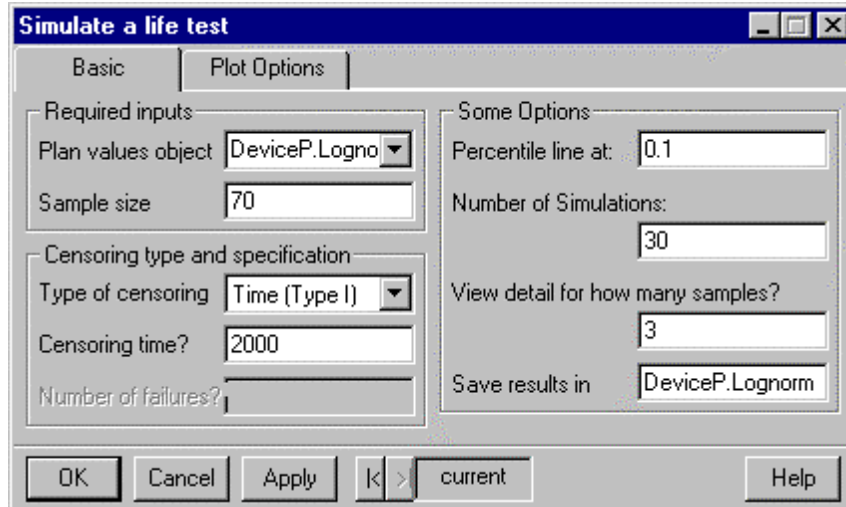 Simulate a life test
Basic
Plot Options
Required inputs
Plan values object DeviceP.Logno
Sample size 70
Censoring type and specification
Type of censoring Time (Type I)
Censoring time? 2000
Number of failures?
Some Options
Percentile line at: 0.1
Number of Simulations:
30
View detail for how many samples?
3
Save results in DeviceP.Lognorm
OK Cancel Apply |< >| current Help